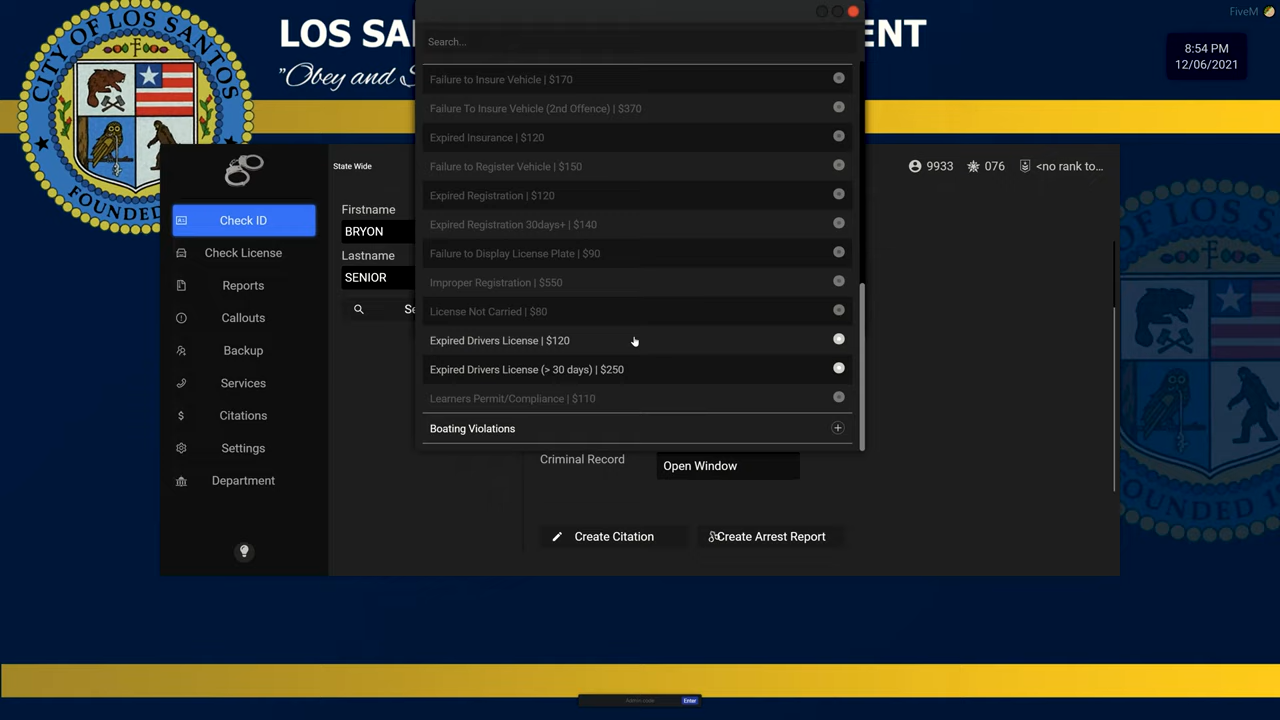 FiveM
CITY OF LOS SANTOS
FOUNDED
LOS SA
ENT
"Obey and S
8:54 PM
12/06/2021
Search...
Failure to Insure Vehicle | $170
Failure To Insure Vehicle (2nd Offence) | $370
Expired Insurance | $120
Failure to Register Vehicle | $150
Expired Registration | $120
Expired Registration 30days+ | $140
Failure to Display License Plate | $90
Improper Registration | $550
License Not Carried | $80
Expired Drivers License | $120
Expired Drivers License (> 30 days) | $250
Learners Permit/Compliance | $110
Boating Violations
State Wide
9933
076
<no rank to...
Check ID
Check License
Reports
Callouts
Backup
Services
Citations
Settings
Department
Firstname
BRYON
Lastname
SENIOR
Se
Criminal Record
Open Window
Create Citation
Create Arrest Report
FOUNDED 1
Enter